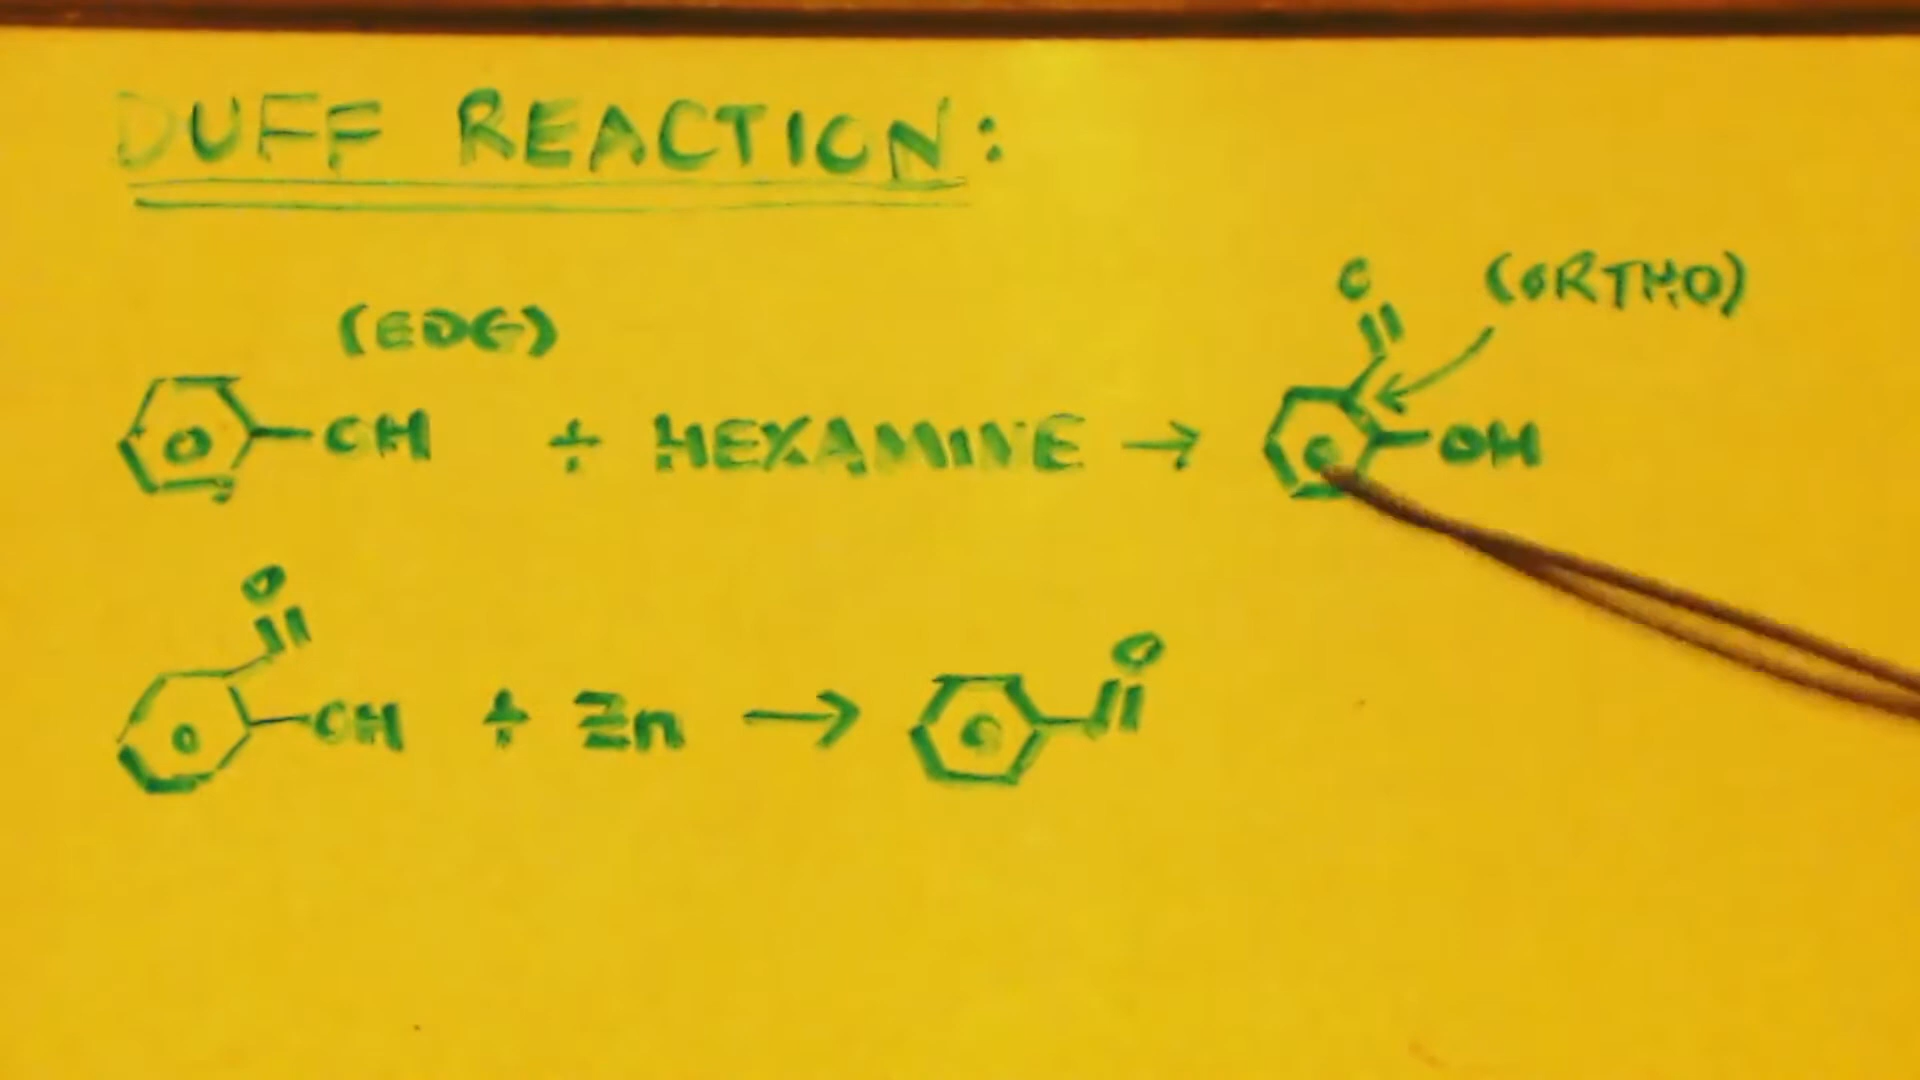 DUFF REACTION:
(EDG)
(ORTHO)
O
OH + HEXAMINE → OH
O
O
OH + Zn →